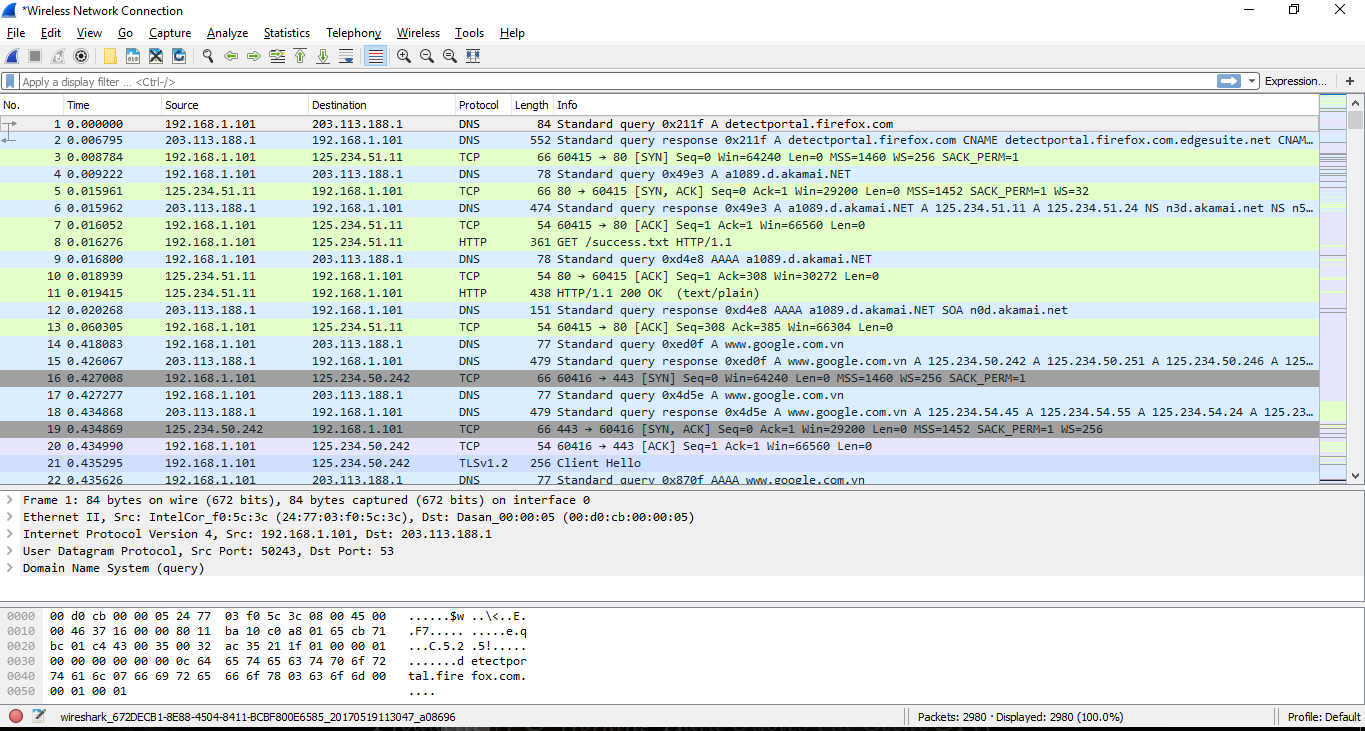 *Wireless Network Connection
File Edit View Go Capture Analyze Statistics Telephony Wireless Tools Help
Apply a display filter ... <Ctrl-/> Expression... +
No. Time Source Destination Protocol Length Info
1 0.000000 192.168.1.101 203.113.188.1 DNS 84 Standard query 0x211f A detectportal.firefox.com
2 0.006795 203.113.188.1 192.168.1.101 DNS 552 Standard query response 0x211f A detectportal.firefox.com CNAME detectportal.firefox.com.edgesuite.net CNAM…
3 0.008784 192.168.1.101 125.234.51.11 TCP 66 60415 → 80 [SYN] Seq=0 Win=64240 Len=0 MSS=1460 WS=256 SACK_PERM=1
4 0.009222 192.168.1.101 203.113.188.1 DNS 78 Standard query 0x49e3 A a1089.d.akamai.NET
5 0.015961 125.234.51.11 192.168.1.101 TCP 66 80 → 60415 [SYN, ACK] Seq=0 Ack=1 Win=29200 Len=0 MSS=1452 SACK_PERM=1 WS=32
6 0.015962 203.113.188.1 192.168.1.101 DNS 474 Standard query response 0x49e3 A a1089.d.akamai.NET A 125.234.51.11 A 125.234.51.24 NS n3d.akamai.net NS n5…
7 0.016052 192.168.1.101 125.234.51.11 TCP 54 60415 → 80 [ACK] Seq=1 Ack=1 Win=66560 Len=0
8 0.016276 192.168.1.101 125.234.51.11 HTTP 361 GET /success.txt HTTP/1.1
9 0.016800 192.168.1.101 203.113.188.1 DNS 78 Standard query 0xd4e8 AAAA a1089.d.akamai.NET
10 0.018939 125.234.51.11 192.168.1.101 TCP 54 80 → 60415 [ACK] Seq=1 Ack=308 Win=30272 Len=0
11 0.019415 125.234.51.11 192.168.1.101 HTTP 438 HTTP/1.1 200 OK (text/plain)
12 0.020268 203.113.188.1 192.168.1.101 DNS 151 Standard query response 0xd4e8 AAAA a1089.d.akamai.NET SOA n0d.akamai.net
13 0.060305 192.168.1.101 125.234.51.11 TCP 54 60415 → 80 [ACK] Seq=308 Ack=385 Win=66304 Len=0
14 0.418083 192.168.1.101 203.113.188.1 DNS 77 Standard query 0xed0f A www.google.com.vn
15 0.426067 203.113.188.1 192.168.1.101 DNS 479 Standard query response 0xed0f A www.google.com.vn A 125.234.50.242 A 125.234.50.251 A 125.234.50.246 A 125…
16 0.427008 192.168.1.101 125.234.50.242 TCP 66 60416 → 443 [SYN] Seq=0 Win=64240 Len=0 MSS=1460 WS=256 SACK_PERM=1
17 0.427277 192.168.1.101 203.113.188.1 DNS 77 Standard query 0x4d5e A www.google.com.vn
18 0.434868 203.113.188.1 192.168.1.101 DNS 479 Standard query response 0x4d5e A www.google.com.vn A 125.234.54.45 A 125.234.54.55 A 125.234.54.24 A 125.23…
19 0.434869 125.234.50.242 192.168.1.101 TCP 66 443 → 60416 [SYN, ACK] Seq=0 Ack=1 Win=29200 Len=0 MSS=1452 SACK_PERM=1 WS=256
20 0.434990 192.168.1.101 125.234.50.242 TCP 54 60416 → 443 [ACK] Seq=1 Ack=1 Win=66560 Len=0
21 0.435295 192.168.1.101 125.234.50.242 TLSv1.2 256 Client Hello
22 0.435626 192.168.1.101 203.113.188.1 DNS 77 Standard query 0x870f AAAA www.google.com.vn
Frame 1: 84 bytes on wire (672 bits), 84 bytes captured (672 bits) on interface 0
Ethernet II, Src: IntelCor_f0:5c:3c (24:77:03:f0:5c:3c), Dst: Dasan_00:00:05 (00:d0:cb:00:00:05)
Internet Protocol Version 4, Src: 192.168.1.101, Dst: 203.113.188.1
User Datagram Protocol, Src Port: 50243, Dst Port: 53
Domain Name System (query)
0000 00 d0 cb 00 00 05 24 77 03 f0 5c 3c 08 00 45 00 ......$w ..\<..E.
0010 00 46 37 16 00 00 80 11 ba 10 c0 a8 01 65 cb 71 .F7..... .....e.q
0020 bc 01 c4 43 00 35 00 32 ac 35 21 1f 01 00 00 01 ...C.5.2 .5!.....
0030 00 00 00 00 00 00 0c 64 65 74 65 63 74 70 6f 72 .......d etectpor
0040 74 61 6c 07 66 69 72 65 66 6f 78 03 63 6f 6d 00 tal.fire fox.com.
0050 00 01 00 01 ....
wireshark_672DECB1-8E88-4504-8411-BCBF800E6585_20170519113047_a08696 Packets: 2980 · Displayed: 2980 (100.0%) Profile: Default